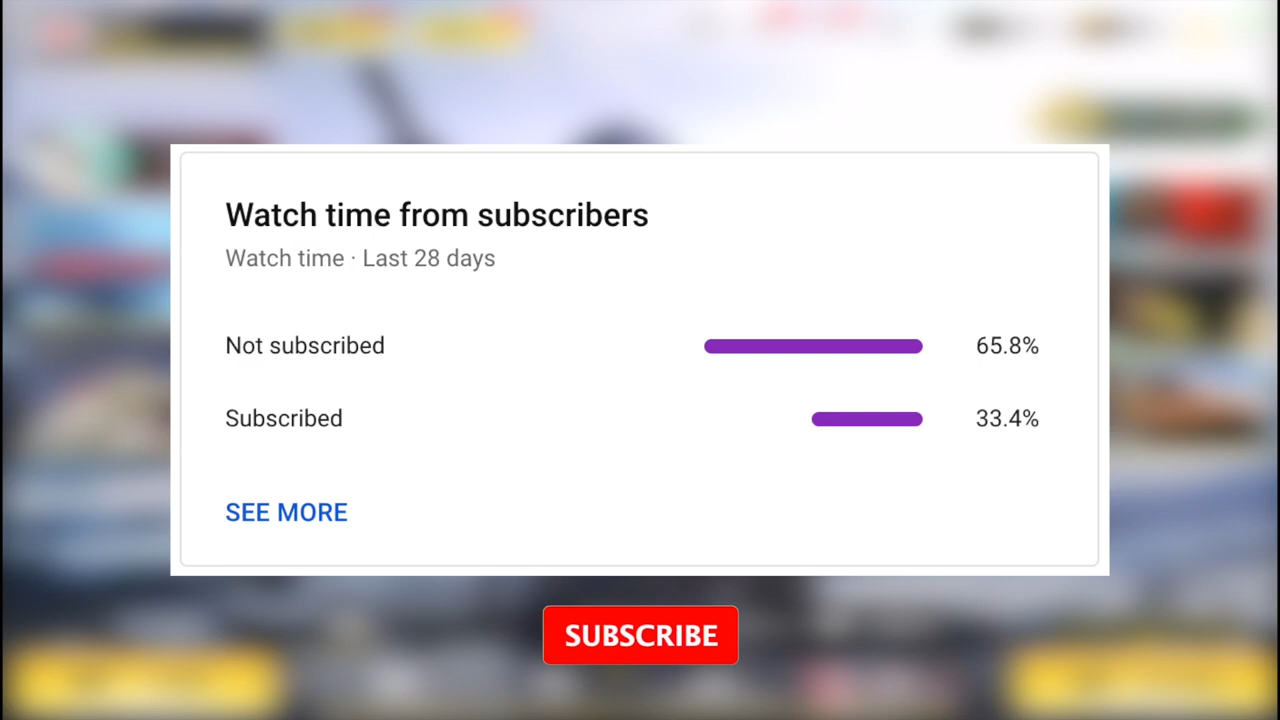 Watch time from subscribers
Watch time · Last 28 days
Not subscribed 65.8%
Subscribed 33.4%
SEE MORE
SUBSCRIBE